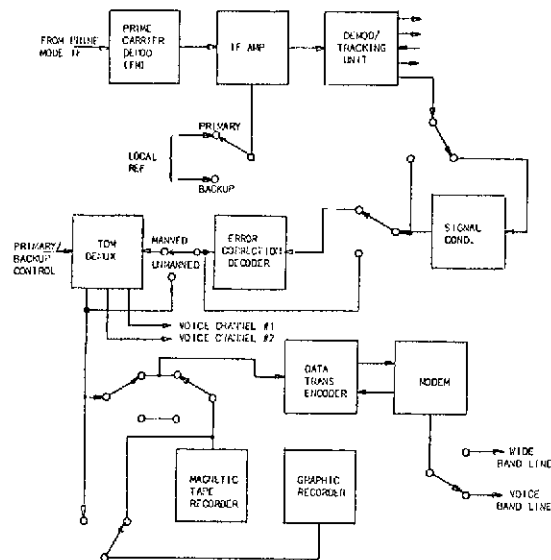 FROM PRIME
MODE IF
PRIME
CARRIER
DEMOD
(FM)
IF AMP
DEMOD/
TRACKING
UNIT
PRIMARY
LOCAL
REF
BACKUP
SIGNAL
COND.
PRIMARY/
BACKUP
CONTROL
TDM
DEMUX
MANNED
UNMANNED
ERROR
CORRECTION
DECODER
VOICE CHANNEL #1
VOICE CHANNEL #2
DATA
TRANS
ENCODER
MODEM
MAGNETIC
TAPE
RECORDER
GRAPHIC
RECORDER
WIDE
BAND LINE
VOICE
BAND LINE